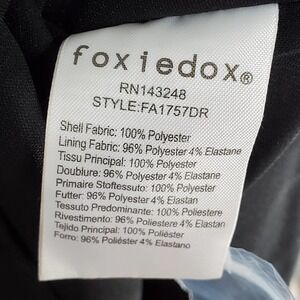 foxiedox®
RN143248
STYLE:FA1757DR
Shell Fabric: 100% Polyester
Lining Fabric: 96% Polyester 4% Elastane
Tissu Principal: 100% Polyester
Doublure: 96% Polyester 4% Elastane
Primaire Stoftessuto: 100% Polyester
Futter: 96% Polyester 4% Elastan
Tessuto Predominante: 100% Poliestere
Rivestimento: 96% Poliestere 4% Elastane
Tejido Principal: 100% Poliéster
Forro: 96% Poliéster 4% Elastano